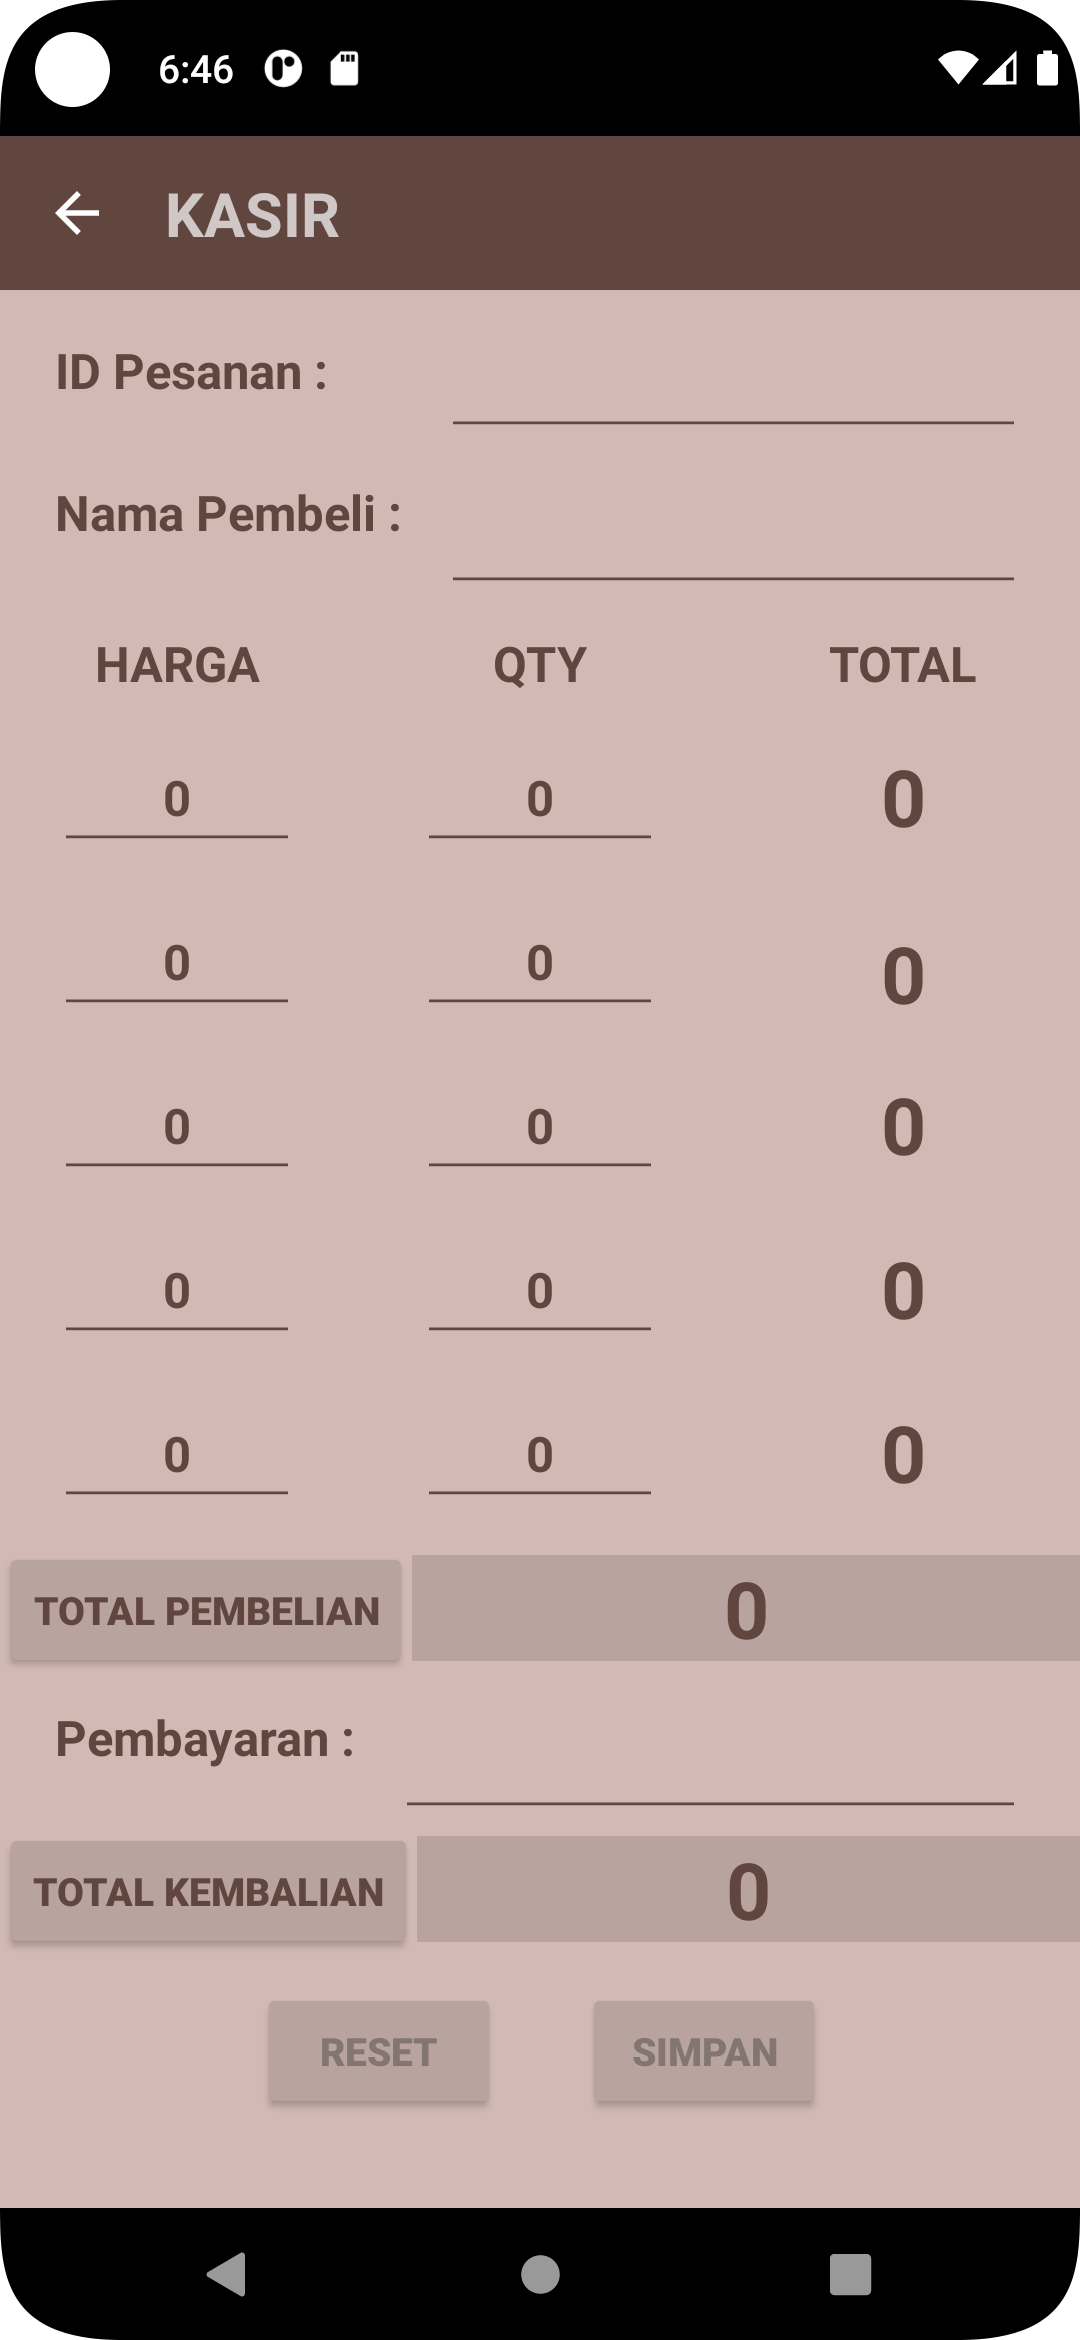 6:46
KASIR
ID Pesanan :
Nama Pembeli :
HARGA QTY TOTAL
0 0 0
0 0 0
0 0 0
0 0 0
0 0 0
TOTAL PEMBELIAN 0
Pembayaran :
TOTAL KEMBALIAN 0
RESET SIMPAN